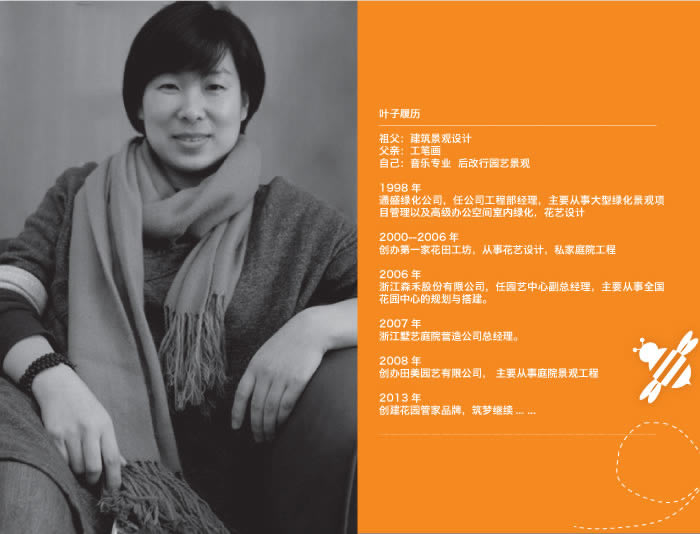 叶子履历
祖父：建筑景观设计
父亲：工笔画
自己：音乐专业 后改行园艺景观
1998 年
通盛绿化公司，任公司工程部经理，主要从事大型绿化景观项
目管理以及高级办公空间室内绿化，花艺设计
2000--2006 年
创办第一家花田工坊，从事花艺设计，私家庭院工程
2006 年
浙江森禾股份有限公司，任园艺中心副总经理，主要从事全国
花园中心的规划与搭建。
2007 年
浙江墅艺庭院营造公司总经理。
2008 年
创办田美园艺有限公司， 主要从事庭院景观工程
2013 年
创建花园管家品牌，筑梦继续 ... ...